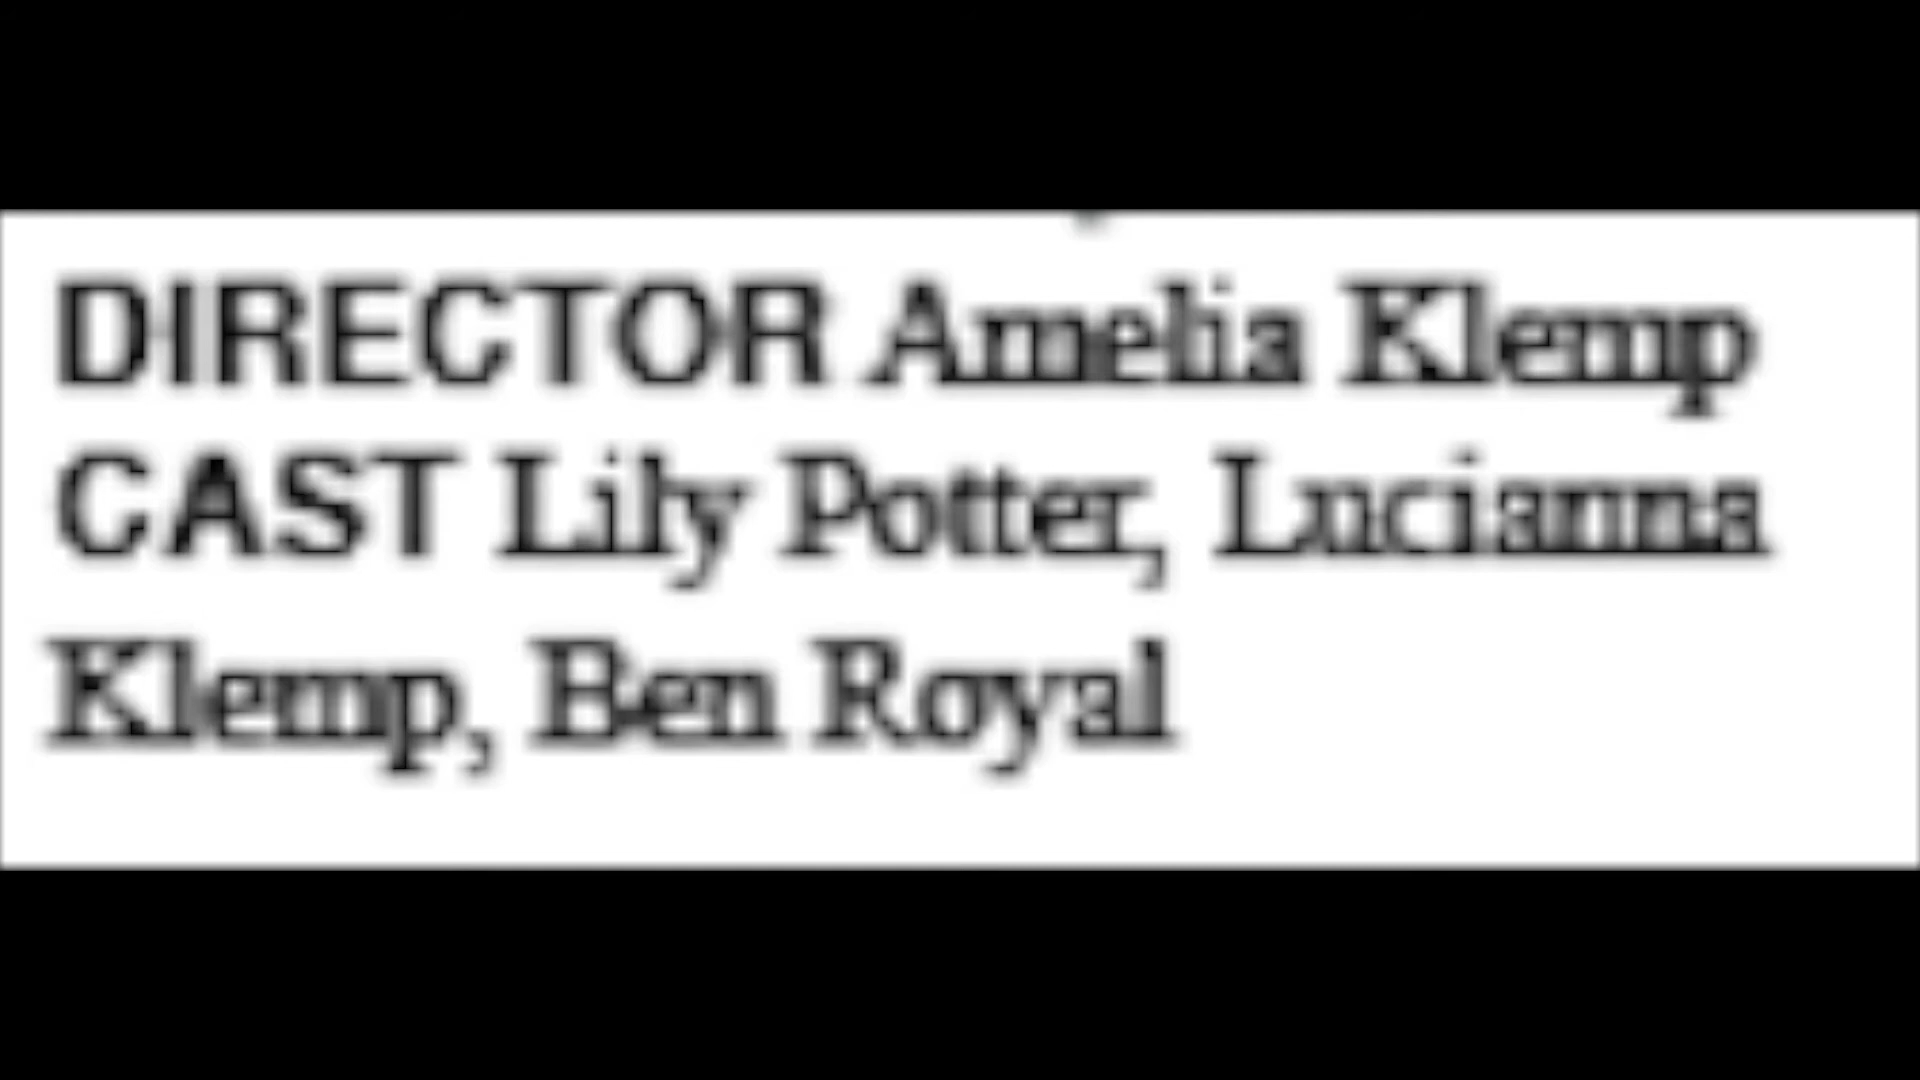 DIRECTOR Amelia Klemp
CAST Lily Potter, Lucianna
Klemp, Ben Royal